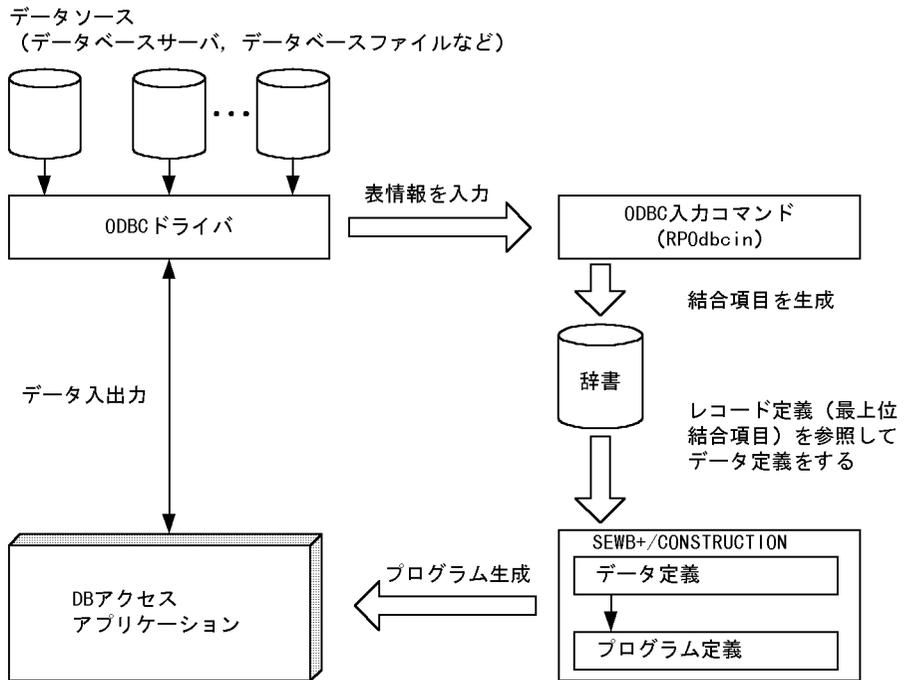 データソース
（データベースサーバ，データベースファイルなど）
ODBCドライバ
表情報を入力
ODBC入力コマンド
（RPOdbcin）
結合項目を生成
辞書
データ入出力
レコード定義（最上位
結合項目）を参照して
データ定義をする
SEWB+/CONSTRUCTION
データ定義
プログラム定義
プログラム生成
DBアクセス
アプリケーション